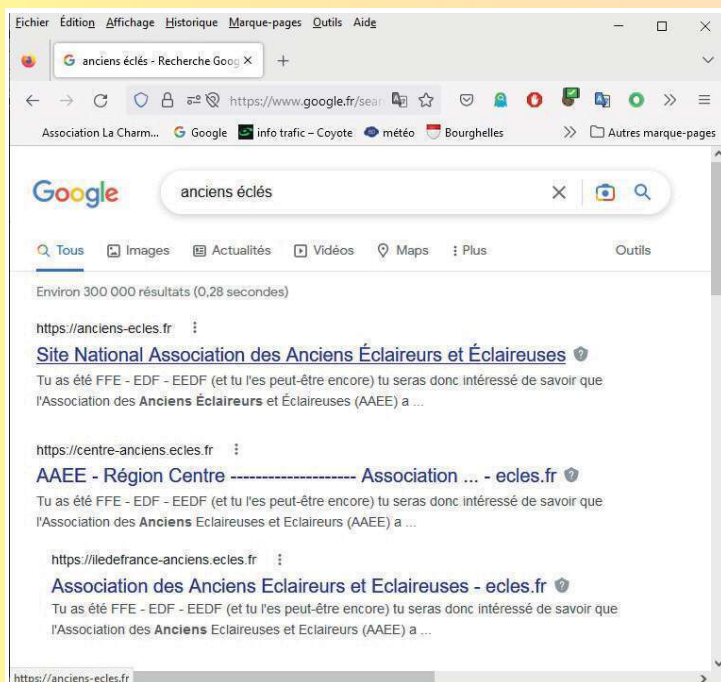 Fichier Édition Affichage Historique Marque-pages Outils Aide
anciens éclés - Recherche Goog
https://www.google.fr/sear
Association La Charm... Google info trafic – Coyote météo Bourghelles Autres marque-pages
Google anciens éclés
Tous Images Actualités Vidéos Maps Plus Outils
Environ 300 000 résultats (0,28 secondes)
https://anciens-ecles.fr
Site National Association des Anciens Éclaireurs et Éclaireuses
Tu as été FFE - EDF - EEDF (et tu l'es peut-être encore) tu seras donc intéressé de savoir que
l'Association des Anciens Éclaireurs et Éclaireuses (AAEE) a ...
https://centre-anciens.ecles.fr
AAEE - Région Centre ------------------- Association ... - ecles.fr
Tu as été FFE - EDF - EEDF (et tu l'es peut-être encore) tu seras donc intéressé de savoir que
l'Association des Anciens Eclaireuses et Eclaireurs (AAEE) a ...
https://iledefrance-anciens.ecles.fr
Association des Anciens Eclaireurs et Eclaireuses - ecles.fr
Tu as été FFE - EDF - EEDF (et tu l'es peut-être encore) tu seras donc intéressé de savoir que
l'Association des Anciens Eclaireuses et Eclaireurs (AAEE) a ...
https://anciens-ecles.fr